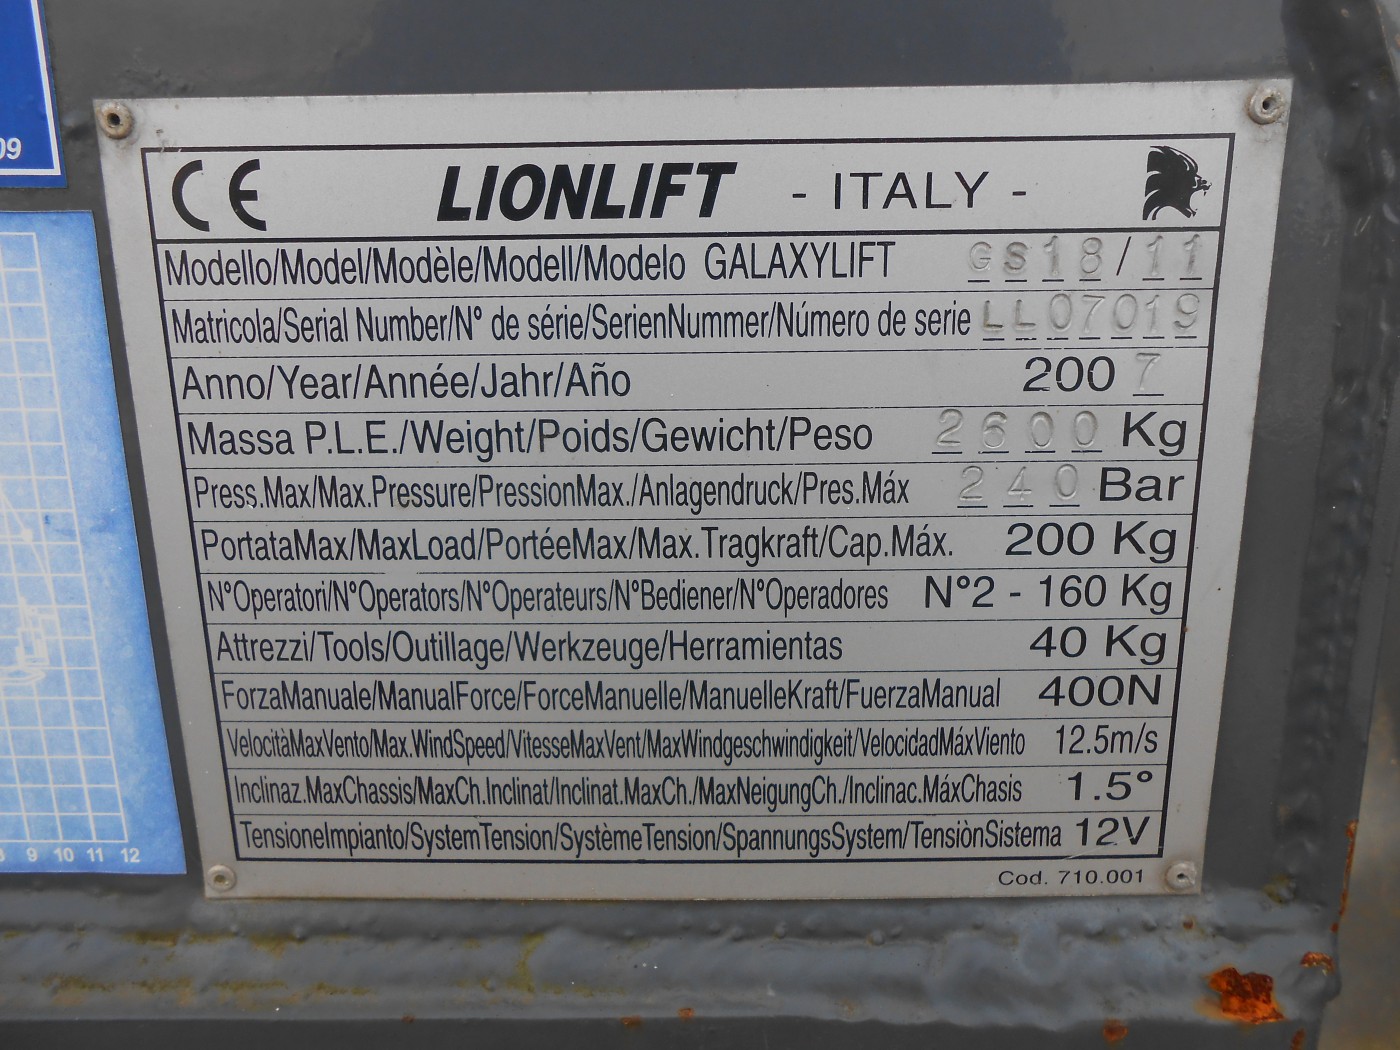 09
CE LIONLIFT - ITALY -
Modello/Model/Modèle/Modell/Modelo GALAXYLIFT GS18/11
Matricola/Serial Number/N° de série/SerienNummer/Número de serie LL07019
Anno/Year/Année/Jahr/Año 2007
Massa P.L.E./Weight/Poids/Gewicht/Peso 2600 Kg
Press.Max/Max.Pressure/PressionMax./Anlagendruck/Pres.Máx 240 Bar
PortataMax/MaxLoad/PortéeMax/Max.Tragkraft/Cap.Máx. 200 Kg
N°Operatori/N°Operators/N°Operateurs/N°Bediener/N°Operadores N°2 - 160 Kg
Attrezzi/Tools/Outillage/Werkzeuge/Herramientas 40 Kg
ForzaManuale/ManualForce/ForceManuelle/ManuelleKraft/FuerzaManual 400N
VelocitàMaxVento/Max.WindSpeed/VitesseMaxVent/MaxWindgeschwindigkeit/VelocidadMáxViento 12.5m/s
Inclinaz.MaxChassis/MaxCh.Inclinat/Inclinat.MaxCh./MaxNeigungCh./Inclinac.MáxChasis 1.5°
TensioneImpianto/SystemTension/SystèmeTension/SpannungsSystem/TensiònSistema 12V
Cod. 710.001
9 10 11 12